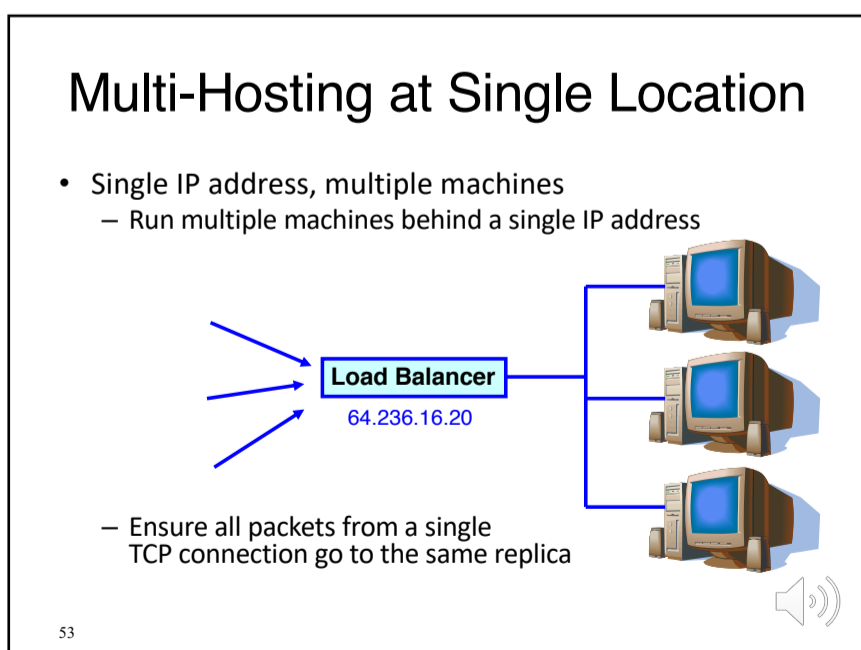 Multi-Hosting at Single Location
• Single IP address, multiple machines
– Run multiple machines behind a single IP address
Load Balancer
64.236.16.20
– Ensure all packets from a single
TCP connection go to the same replica
53